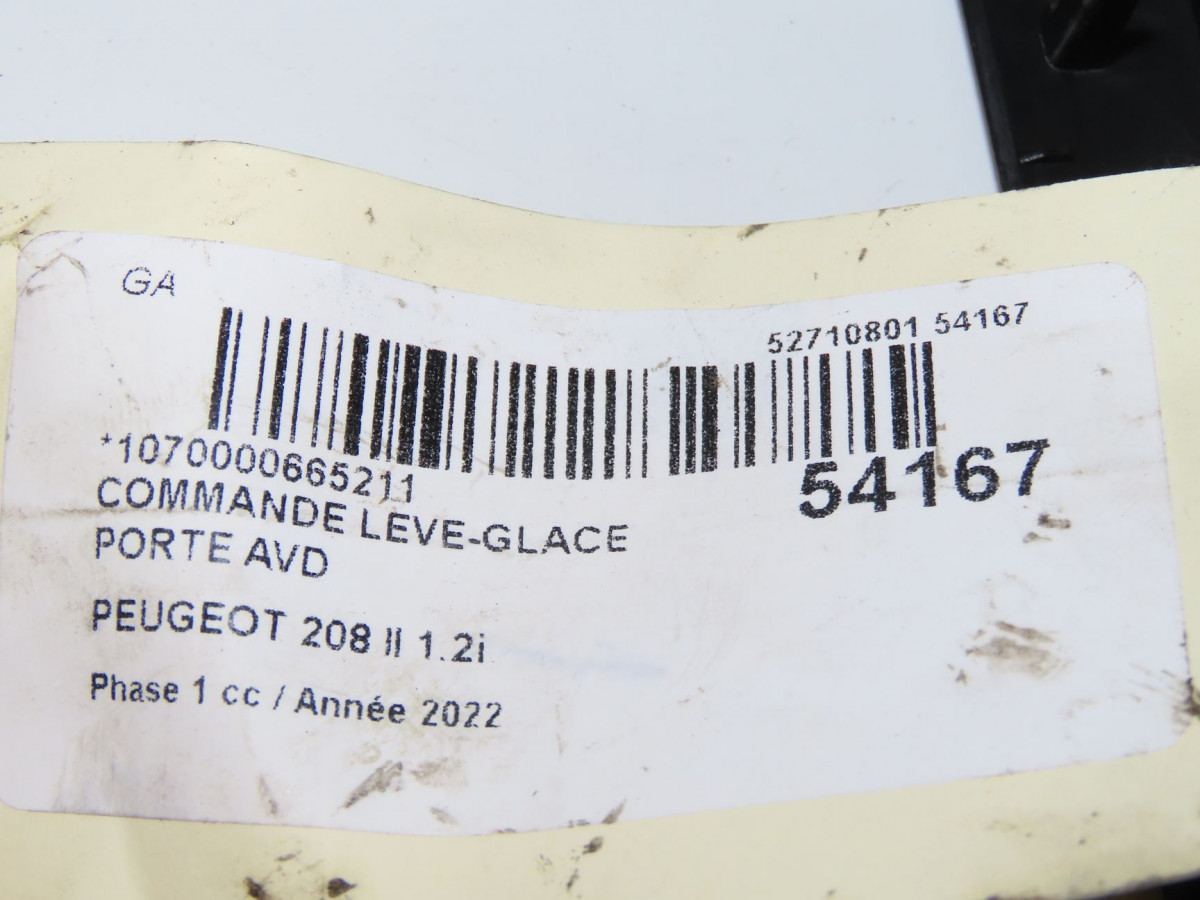 GA
52710801 54167
*1070000665211
54167
COMMANDE LEVE-GLACE
PORTE AVD
PEUGEOT 208 II 1.2i
Phase 1 cc / Année 2022